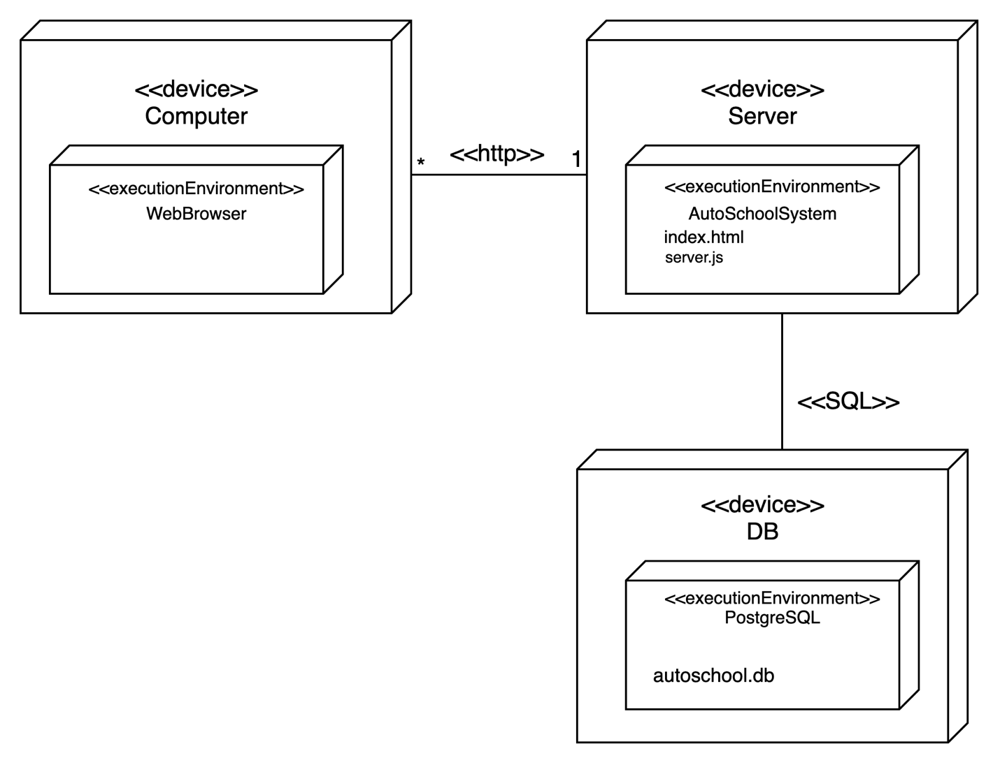 <<device>>
Computer
<<executionEnvironment>>
WebBrowser
*
<<http>>
1
<<device>>
Server
<<executionEnvironment>>
AutoSchoolSystem
index.html
server.js
<<SQL>>
<<device>>
DB
<<executionEnvironment>>
PostgreSQL
autoschool.db